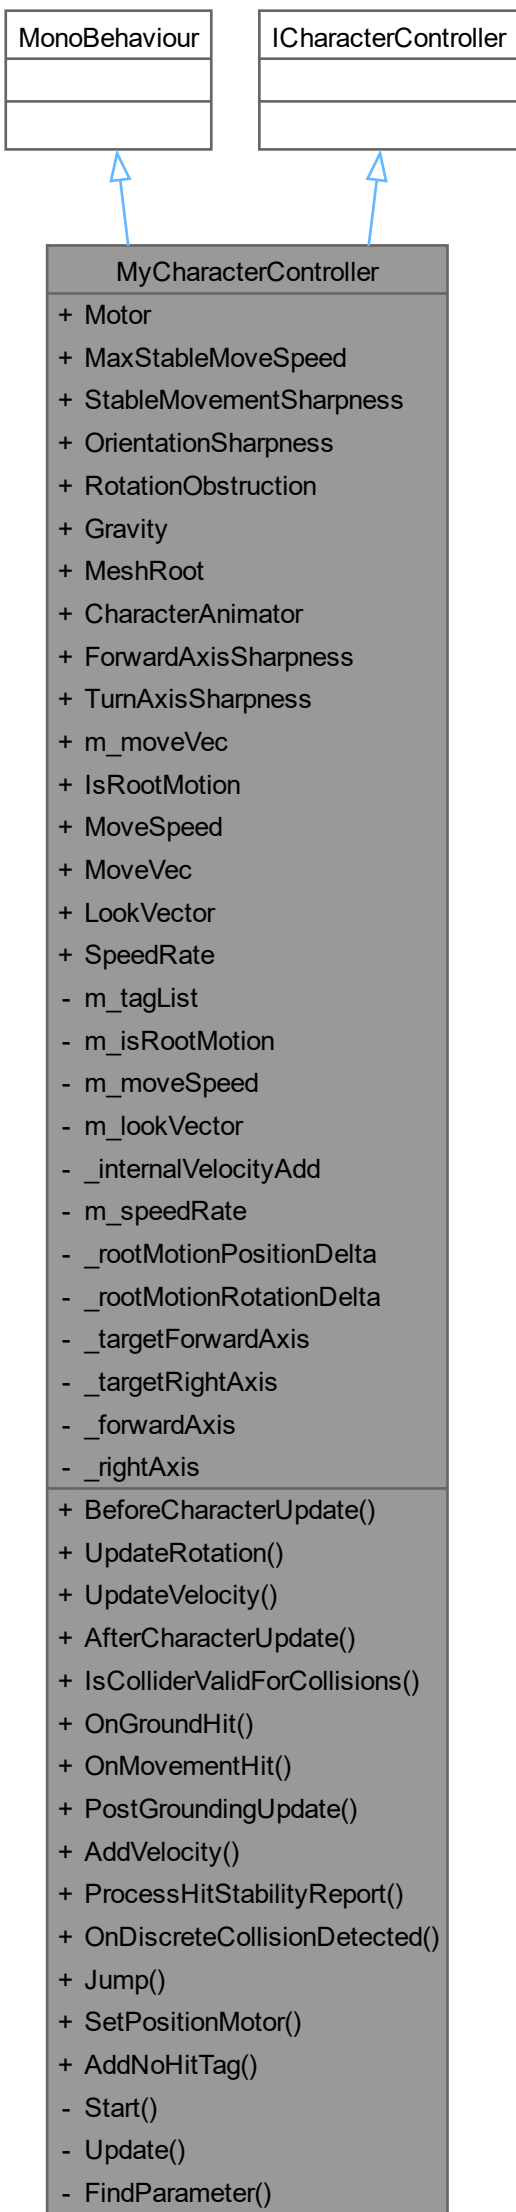 MonoBehaviour
ICharacterController
MyCharacterController
+ Motor
+ MaxStableMoveSpeed
+ StableMovementSharpness
+ OrientationSharpness
+ RotationObstruction
+ Gravity
+ MeshRoot
+ CharacterAnimator
+ ForwardAxisSharpness
+ TurnAxisSharpness
+ m_moveVec
+ IsRootMotion
+ MoveSpeed
+ MoveVec
+ LookVector
+ SpeedRate
- m_tagList
- m_isRootMotion
- m_moveSpeed
- m_lookVector
- _internalVelocityAdd
- m_speedRate
- _rootMotionPositionDelta
- _rootMotionRotationDelta
- _targetForwardAxis
- _targetRightAxis
- _forwardAxis
- _rightAxis
+ BeforeCharacterUpdate()
+ UpdateRotation()
+ UpdateVelocity()
+ AfterCharacterUpdate()
+ IsColliderValidForCollisions()
+ OnGroundHit()
+ OnMovementHit()
+ PostGroundingUpdate()
+ AddVelocity()
+ ProcessHitStabilityReport()
+ OnDiscreteCollisionDetected()
+ Jump()
+ SetPositionMotor()
+ AddNoHitTag()
- Start()
- Update()
- FindParameter()